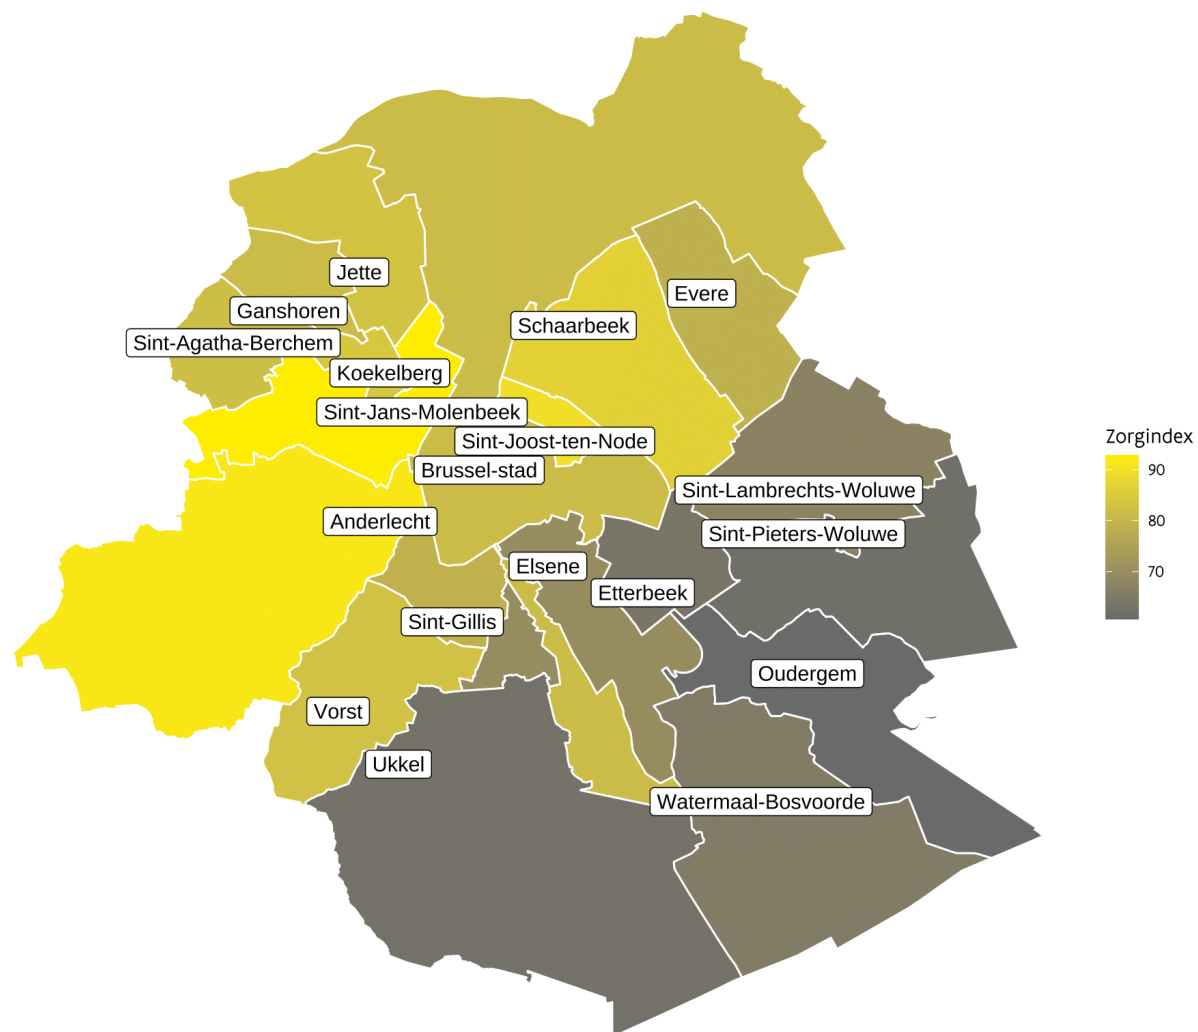 Jette
Evere
Ganshoren
Schaarbeek
Sint-Agatha-Berchem
Koekelberg
Sint-Jans-Molenbeek
Sint-Joost-ten-Node
Brussel-stad
Sint-Lambrechts-Woluwe
Anderlecht
Sint-Pieters-Woluwe
Elsene
Etterbeek
Sint-Gillis
Oudergem
Vorst
Ukkel
Watermaal-Bosvoorde
Zorgindex
90
80
70